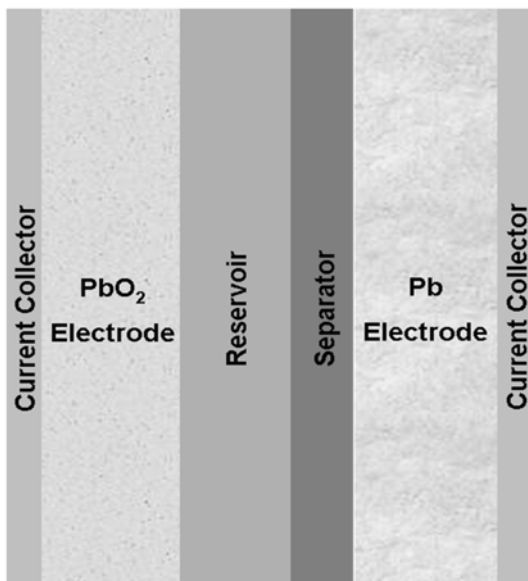 Current Collector
PbO₂
Electrode
Reservoir
Separator
Pb
Electrode
Current Collector